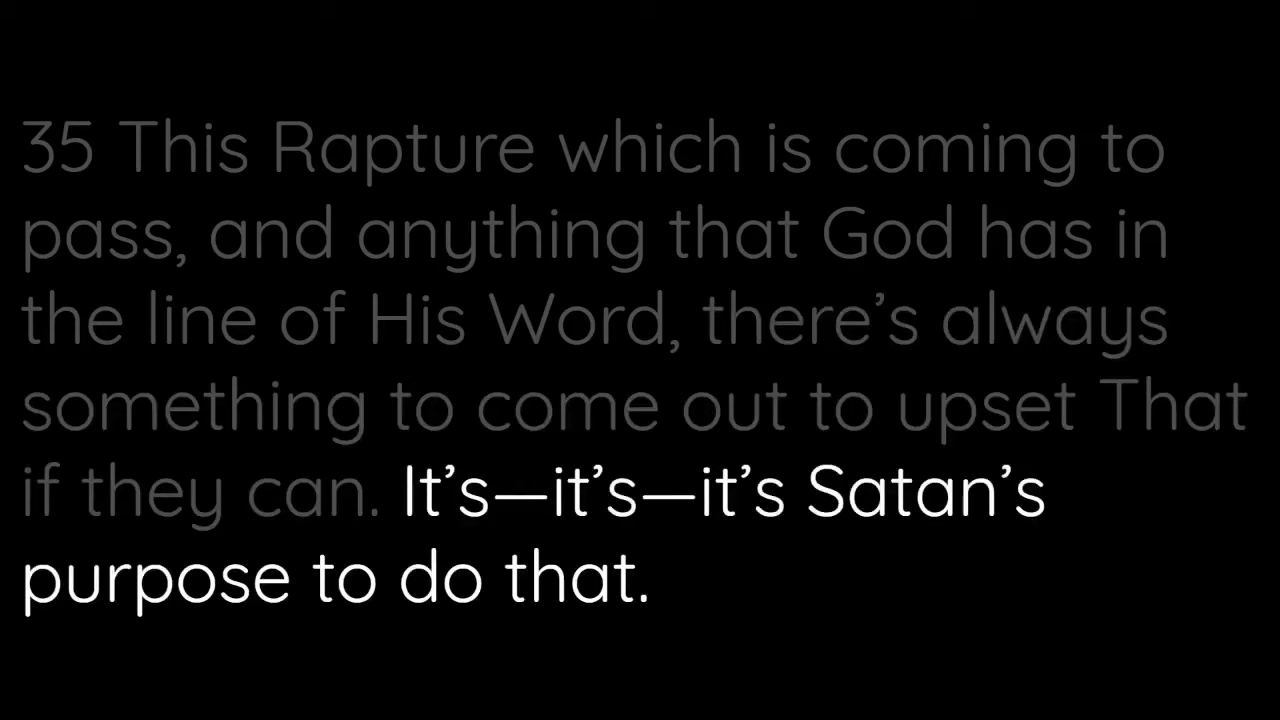 35 This Rapture which is coming to
pass, and anything that God has in
the line of His Word, there’s always
something to come out to upset That
if they can. It’s—it’s—it’s Satan’s
purpose to do that.